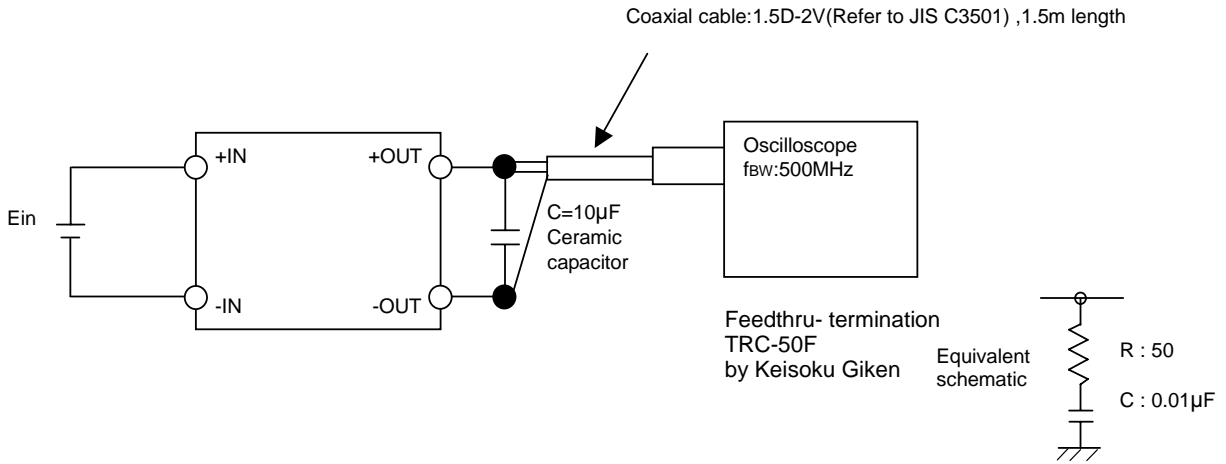 Coaxial cable:1.5D-2V(Refer to JIS C3501) ,1.5m length
+IN
+OUT
Oscilloscope
fBW:500MHz
Ein
C=10µF
Ceramic
capacitor
-IN
-OUT
Feedthru- termination
TRC-50F
by Keisoku Giken
Equivalent
schematic
R : 50
C : 0.01µF